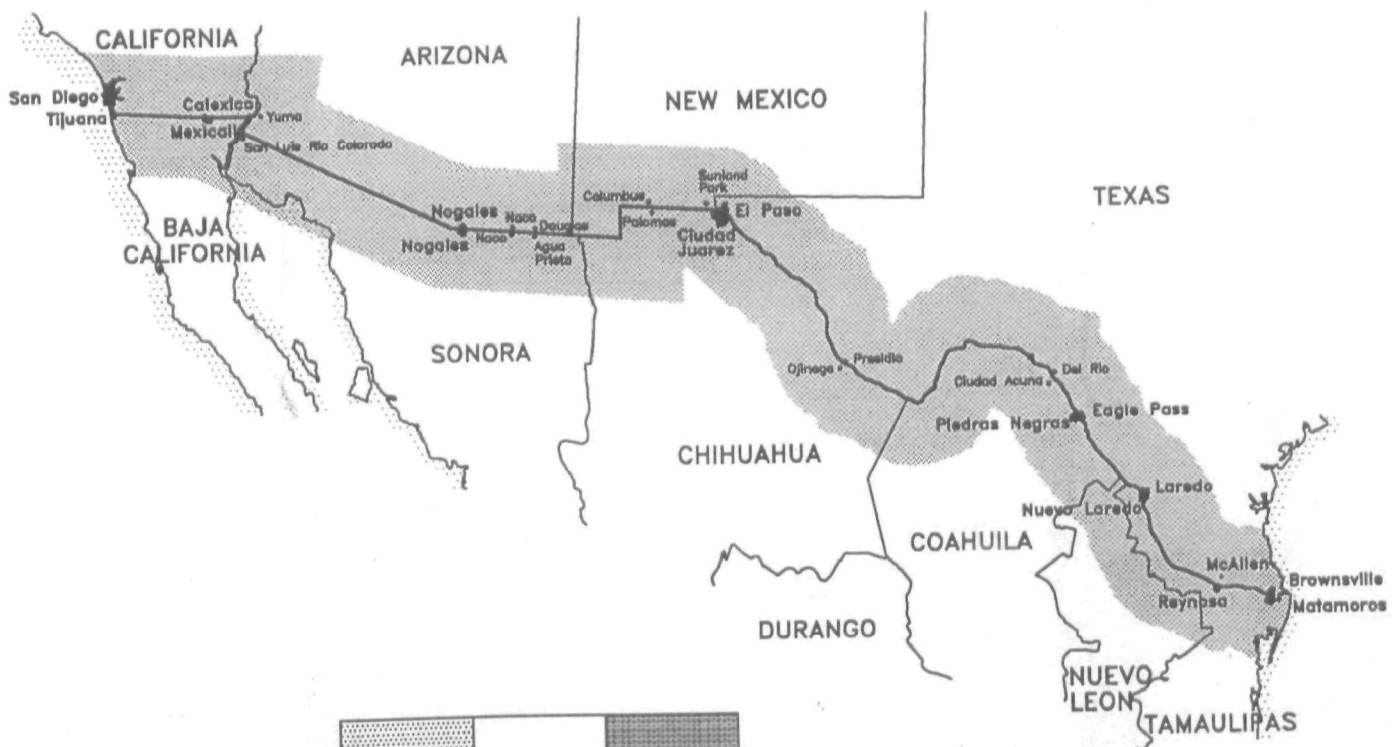 CALIFORNIA
ARIZONA
NEW MEXICO
TEXAS
San Diego
Tijuana
Calexico
Mexicali
Yuma
San Luis Rio Colorado
BAJA
CALIFORNIA
Nogales
Nogales
Naco
Naco
Douglas
Agua
Prieta
Columbus
Palomas
Sunland
Park
El Paso
Ciudad
Juarez
SONORA
Ojinaga
Presidio
Ciudad Acuna
Del Rio
Piedras Negras
Eagle Pass
CHIHUAHUA
COAHUILA
DURANGO
Nuevo Laredo
Laredo
McAllen
Reynosa
Brownsville
Matamoros
NUEVO
LEON
TAMAULIPAS